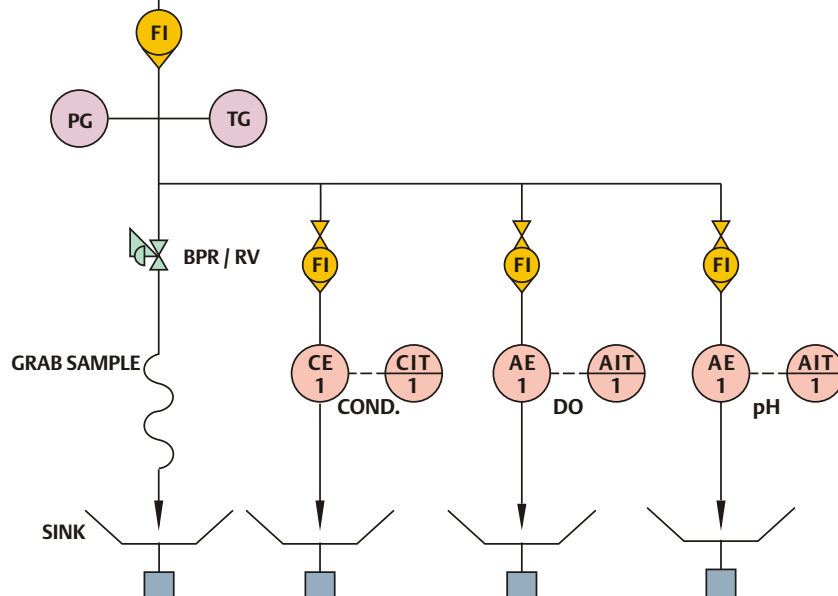 FI
PG
TG
BPR / RV
FI
FI
FI
GRAB SAMPLE
CE
1
CIT
1
AE
1
AIT
1
AE
1
AIT
1
COND.
DO
pH
SINK